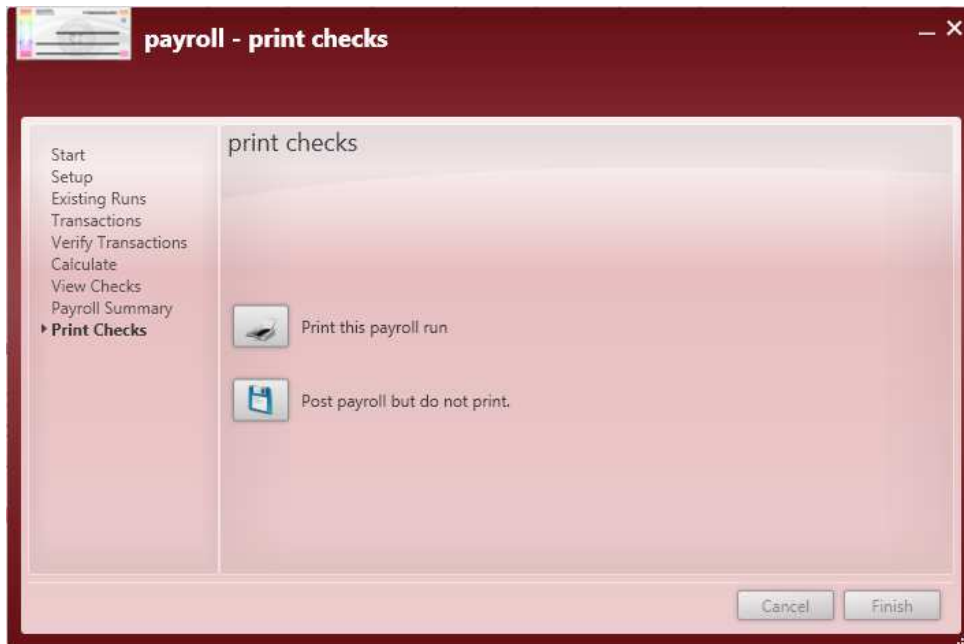 payroll - print checks
Start
Setup
Existing Runs
Transactions
Verify Transactions
Calculate
View Checks
Payroll Summary
Print Checks
print checks
Print this payroll run
Post payroll but do not print.
Cancel
Finish